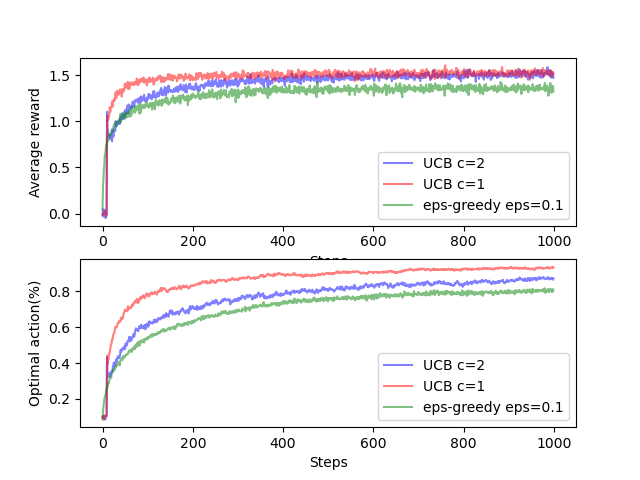 Average reward
1.5
1.0
0.5
0.0
UCB c=2
UCB c=1
eps-greedy eps=0.1
0 200 400 600 800 1000
Steps
Optimal action(%)
0.8
0.6
0.4
0.2
UCB c=2
UCB c=1
eps-greedy eps=0.1
0 200 400 600 800 1000
Steps